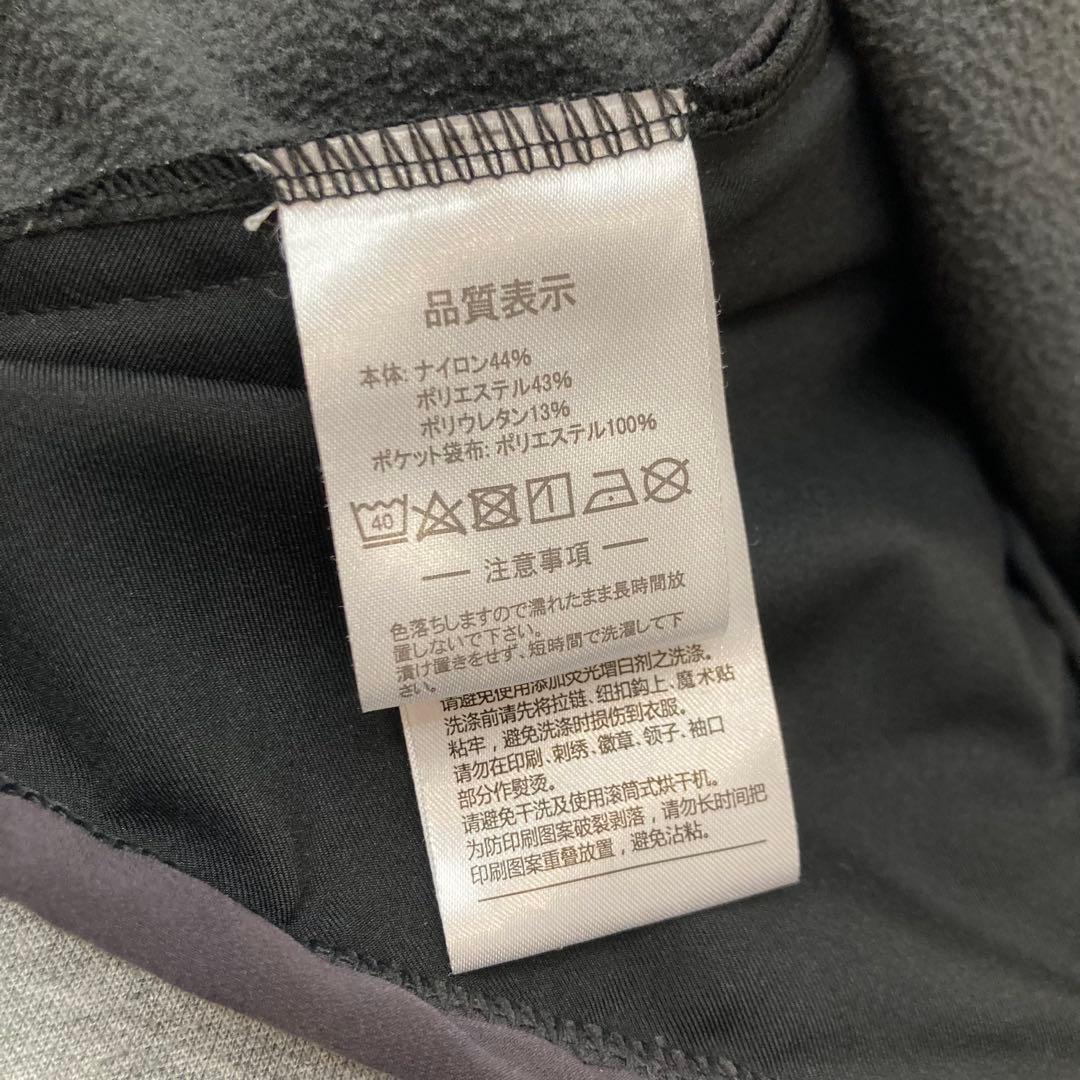 品質表示
本体: ナイロン44%
ポリエステル43%
ポリウレタン13%
ポケット袋布: ポリエステル100%
40
注意事項
色落ちしますので濡れたまま長時間放
置しないで下さい。
漬け置きをせず、短時間で洗濯して下
さい。
请避免使用添加荧光增白剂之洗涤。
洗涤前请先将拉链、纽扣鈎上、魔术贴
粘牢，避免洗涤时损伤到衣服。
请勿在印刷、刺绣、徽章、领子、袖口
部分作熨烫。
请避免干洗及使用滚筒式烘干机。
为防印刷图案破裂剥落，请勿长时间把
印刷图案重叠放置，避免沾粘。